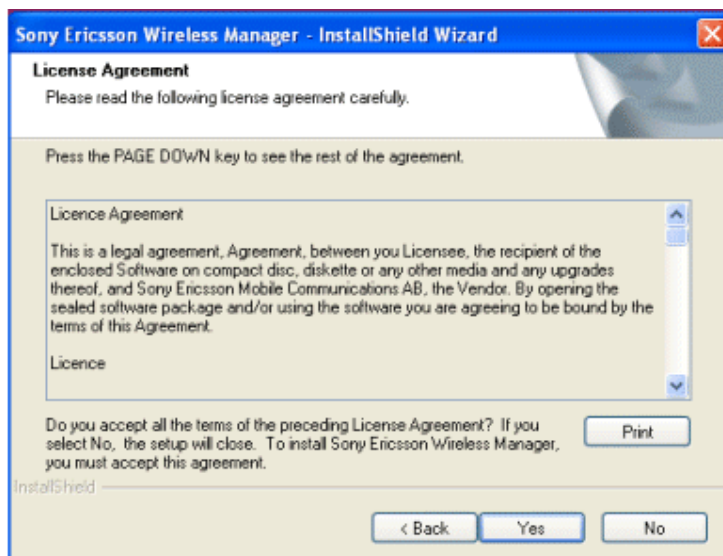 Sony Ericsson Wireless Manager - InstallShield Wizard
License Agreement
Please read the following license agreement carefully.
Press the PAGE DOWN key to see the rest of the agreement.
Licence Agreement
This is a legal agreement, Agreement, between you Licensee, the recipient of the
enclosed Software on compact disc, diskette or any other media and any upgrades
thereof, and Sony Ericsson Mobile Communications AB, the Vendor. By opening the
sealed software package and/or using the software you are agreeing to be bound by the
terms of this Agreement.
Licence
Do you accept all the terms of the preceding License Agreement? If you
select No, the setup will close. To install Sony Ericsson Wireless Manager,
you must accept this agreement.
Print
InstallShield
< Back
Yes
No